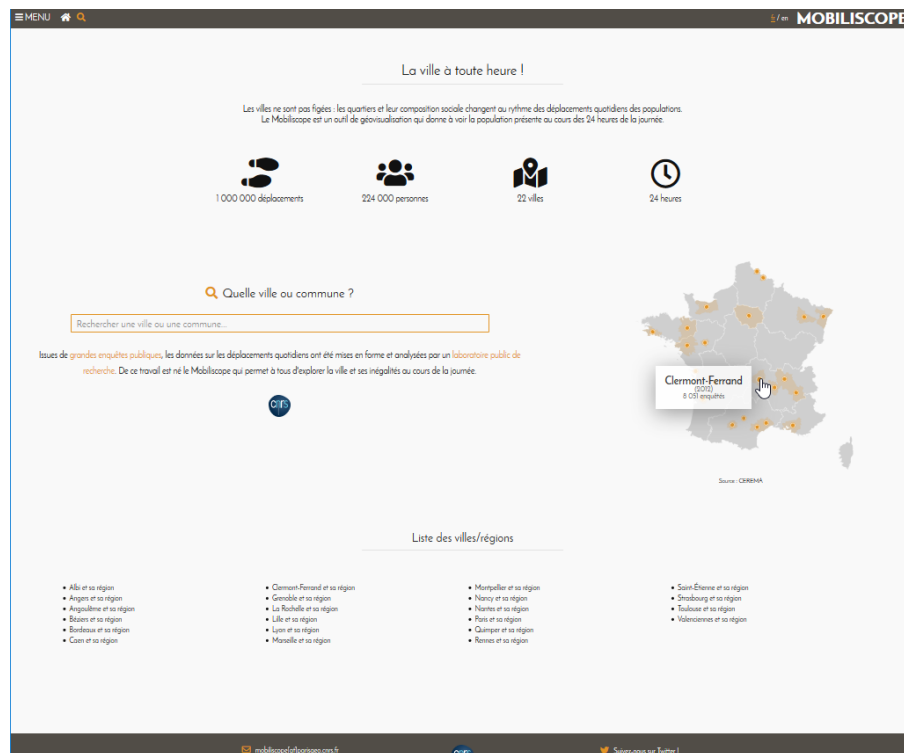 MENU
fr / en MOBILISCOPE
La ville à toute heure !
Les villes ne sont pas figées : les quartiers et leur composition sociale changent au rythme des déplacements quotidiens des populations.
Le Mobiliscope est un outil de géovisualisation qui donne à voir la population présente au cours des 24 heures de la journée.
1 000 000 déplacements
224 000 personnes
22 villes
24 heures
Quelle ville ou commune ?
Rechercher une ville ou une commune...
Issues de grandes enquêtes publiques, les données sur les déplacements quotidiens ont été mises en forme et analysées par un laboratoire public de
recherche. De ce travail est né le Mobiliscope qui permet à tous d'explorer la ville et ses inégalités au cours de la journée.
cnrs
Clermont-Ferrand
(2012)
8 051 enquêtés
Source : CEREMA
Liste des villes/régions
Albi et sa région
Angers et sa région
Angoulême et sa région
Béziers et sa région
Bordeaux et sa région
Caen et sa région
Clermont-Ferrand et sa région
Grenoble et sa région
La Rochelle et sa région
Lille et sa région
Lyon et sa région
Marseille et sa région
Montpellier et sa région
Nancy et sa région
Nantes et sa région
Paris et sa région
Quimper et sa région
Rennes et sa région
Saint-Étienne et sa région
Strasbourg et sa région
Toulouse et sa région
Valenciennes et sa région
mobiliscope[at]parisgeo.cnrs.fr
cnrs
Suivez-nous sur Twitter !